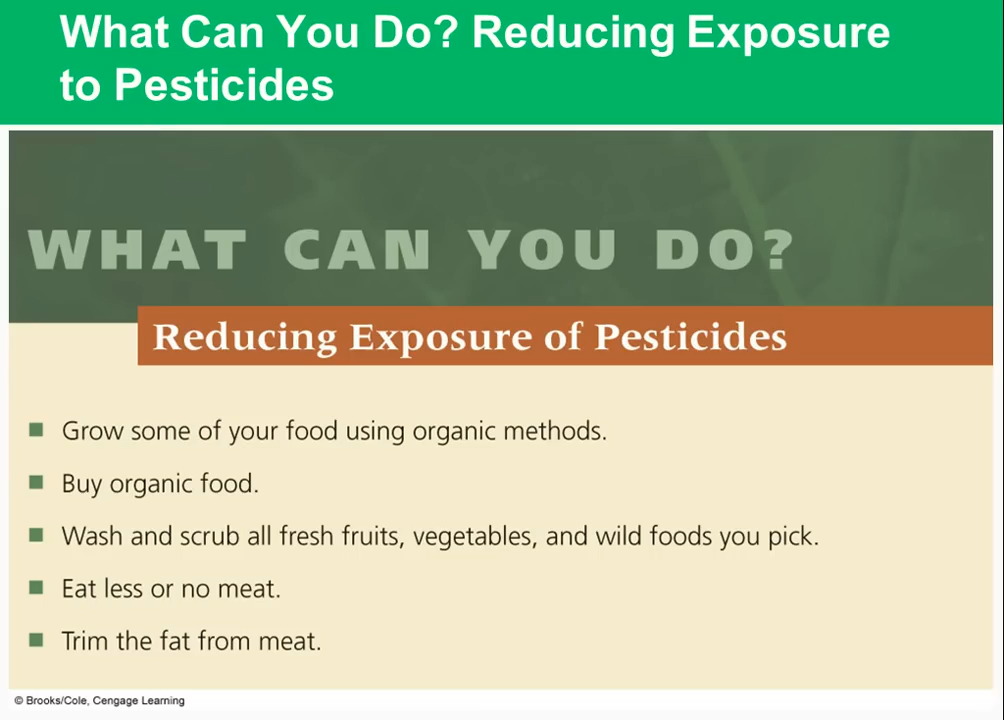 What Can You Do? Reducing Exposure
to Pesticides
WHAT CAN YOU DO?
Reducing Exposure of Pesticides
Grow some of your food using organic methods.
Buy organic food.
Wash and scrub all fresh fruits, vegetables, and wild foods you pick.
Eat less or no meat.
Trim the fat from meat.
© Brooks/Cole, Cengage Learning